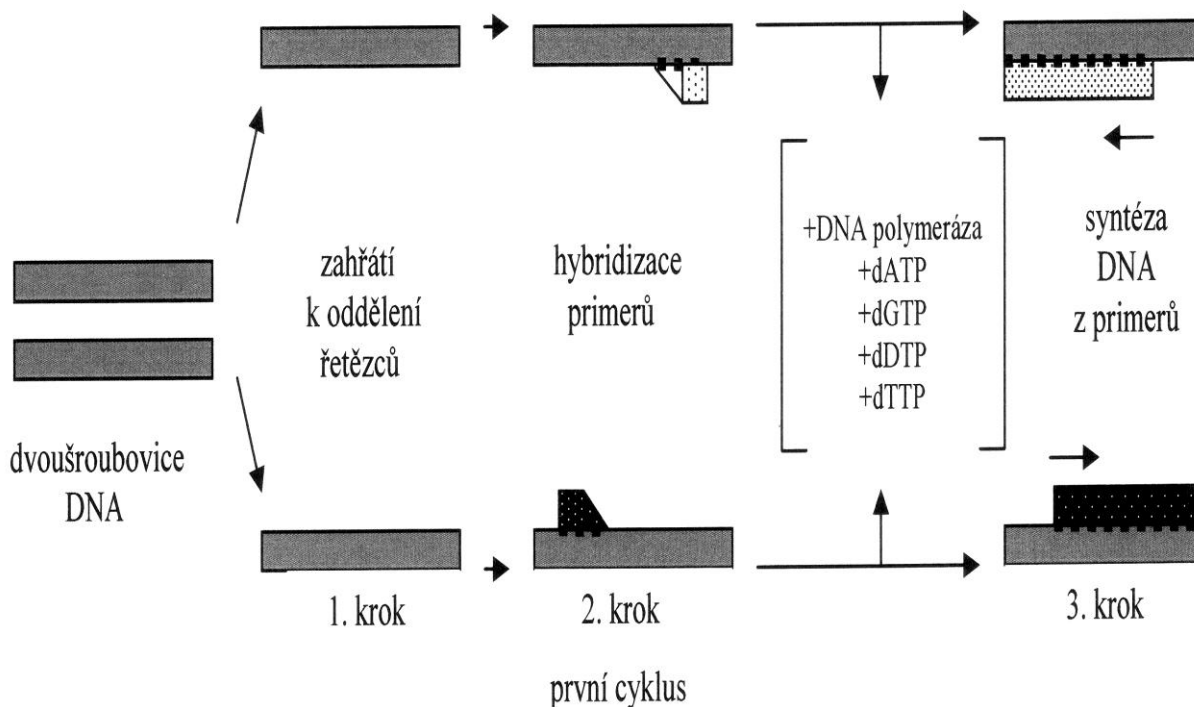 dvoušroubovice
DNA
zahřátí
k oddělení
řetězců
1. krok
hybridizace
primerů
2. krok
+DNA polymeráza
+dATP
+dGTP
+dDTP
+dTTP
syntéza
DNA
z primerů
3. krok
první cyklus